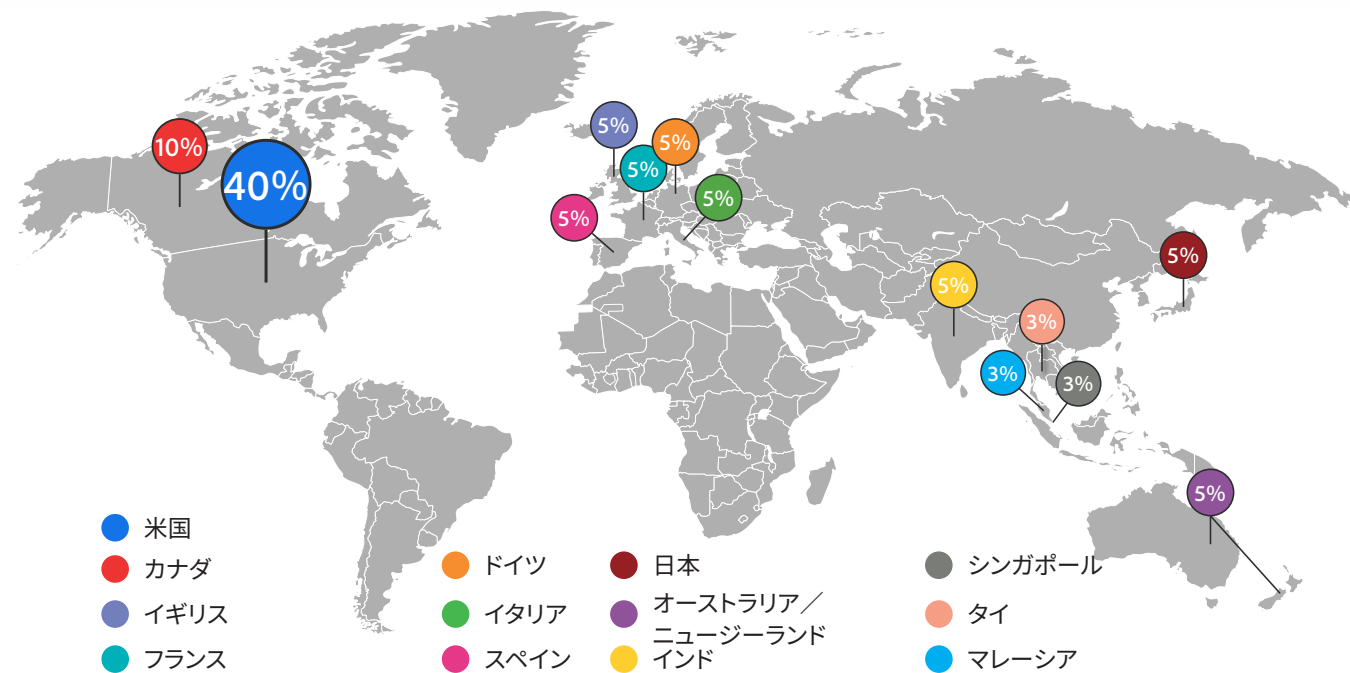 10%
40%
5%
5%
5%
5%
5%
5%
5%
3%
3%
3%
5%
米国
カナダ
イギリス
フランス
ドイツ
イタリア
スペイン
日本
オーストラリア／
ニュージーランド
インド
シンガポール
タイ
マレーシア